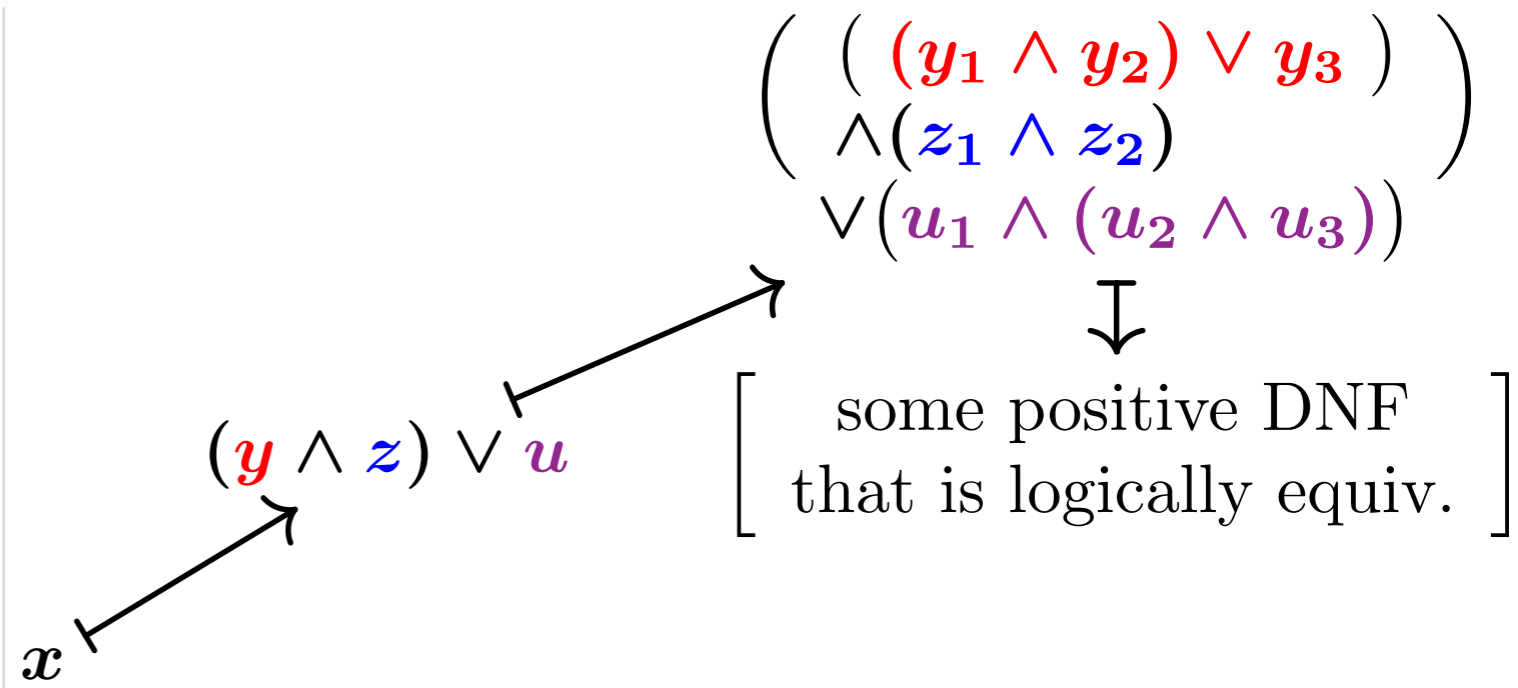 ( ( (y₁ ∧ y₂) ∨ y₃ )
∧(z₁ ∧ z₂) )
∨(u₁ ∧ (u₂ ∧ u₃))
[ some positive DNF
that is logically equiv. ]
(y ∧ z) ∨ u
x